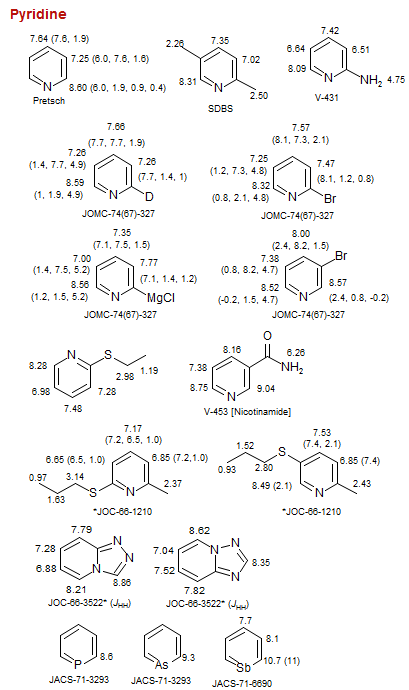 Pyridine
7.64 (7.6, 1.9)
7.25 (6.0, 7.6, 1.6)
N
8.60 (6.0, 1.9, 0.9, 0.4)
Pretsch
2.26
7.35
7.02
8.31
N
2.50
SDBS
7.42
6.64
6.51
8.09
N
NH2
4.75
V-431
7.66
(7.7, 7.7, 1.9)
7.26
(1.4, 7.7, 4.9)
7.26
(7.7, 1.4, 1)
8.59
(1, 1.9, 4.9)
N
D
JOMC-74(67)-327
7.57
(8.1, 7.3, 2.1)
7.25
(1.2, 7.3, 4.8)
7.47
(8.1, 1.2, 0.8)
8.32
(0.8, 2.1, 4.8)
N
Br
JOMC-74(67)-327
7.35
(7.1, 7.5, 1.5)
7.00
(1.4, 7.5, 5.2)
7.77
(7.1, 1.4, 1.2)
8.56
(1.2, 1.5, 5.2)
N
MgCl
JOMC-74(67)-327
8.00
(2.4, 8.2, 1.5)
7.38
(0.8, 8.2, 4.7)
Br
8.52
(-0.2, 1.5, 4.7)
8.57
(2.4, 0.8, -0.2)
N
JOMC-74(67)-327
8.28
N
S
2.98
1.19
6.98
7.28
7.48
8.16
O
6.26
NH2
7.38
8.75
N
9.04
V-453 [Nicotinamide]
7.17
(7.2, 6.5, 1.0)
6.65 (6.5, 1.0)
6.85 (7.2,1.0)
0.97
3.14
1.63
S
N
2.37
*JOC-66-1210
7.53
(7.4, 2.1)
1.52
S
0.93
2.80
6.85 (7.4)
8.49 (2.1)
N
2.43
*JOC-66-1210
7.79
7.28
6.88
N
N
N
8.21
8.86
JOC-66-3522* (JHH)
8.62
7.04
7.52
N
N
N
8.35
7.82
JOC-66-3522* (JHH)
P
8.6
JACS-71-3293
As
9.3
JACS-71-3293
7.7
8.1
Sb
10.7 (11)
JACS-71-6690